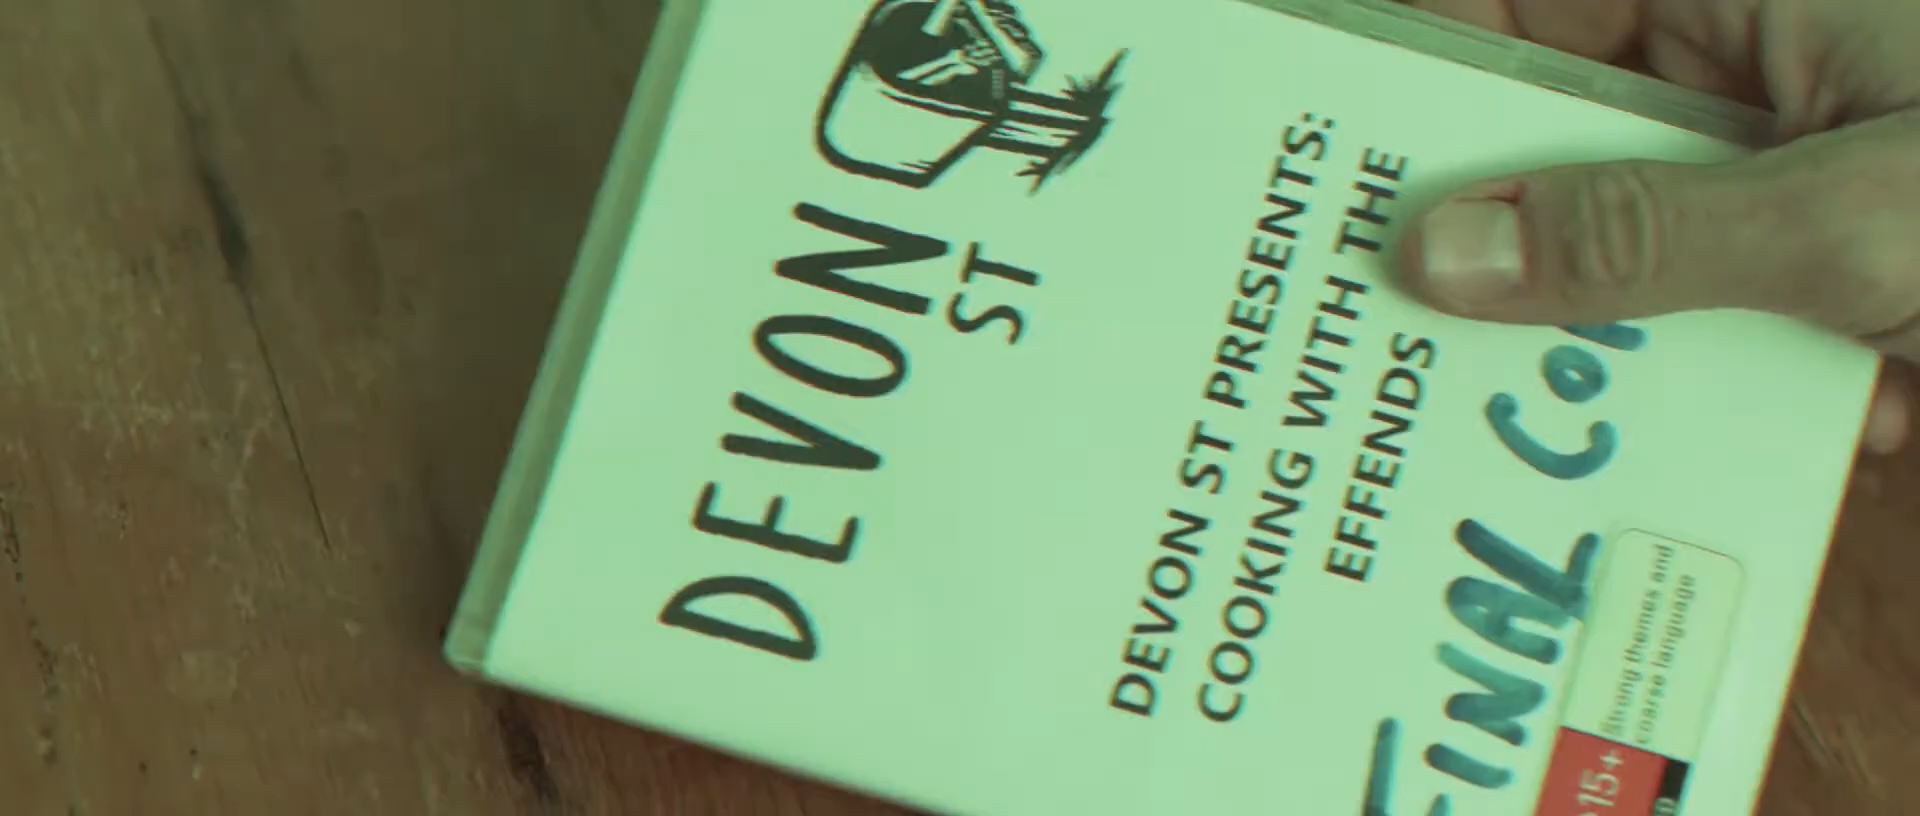 DEVON
ST
DEVON ST PRESENTS:
COOKING WITH THE
EFFENDS
FINAL
Strong themes and
coarse language
15+